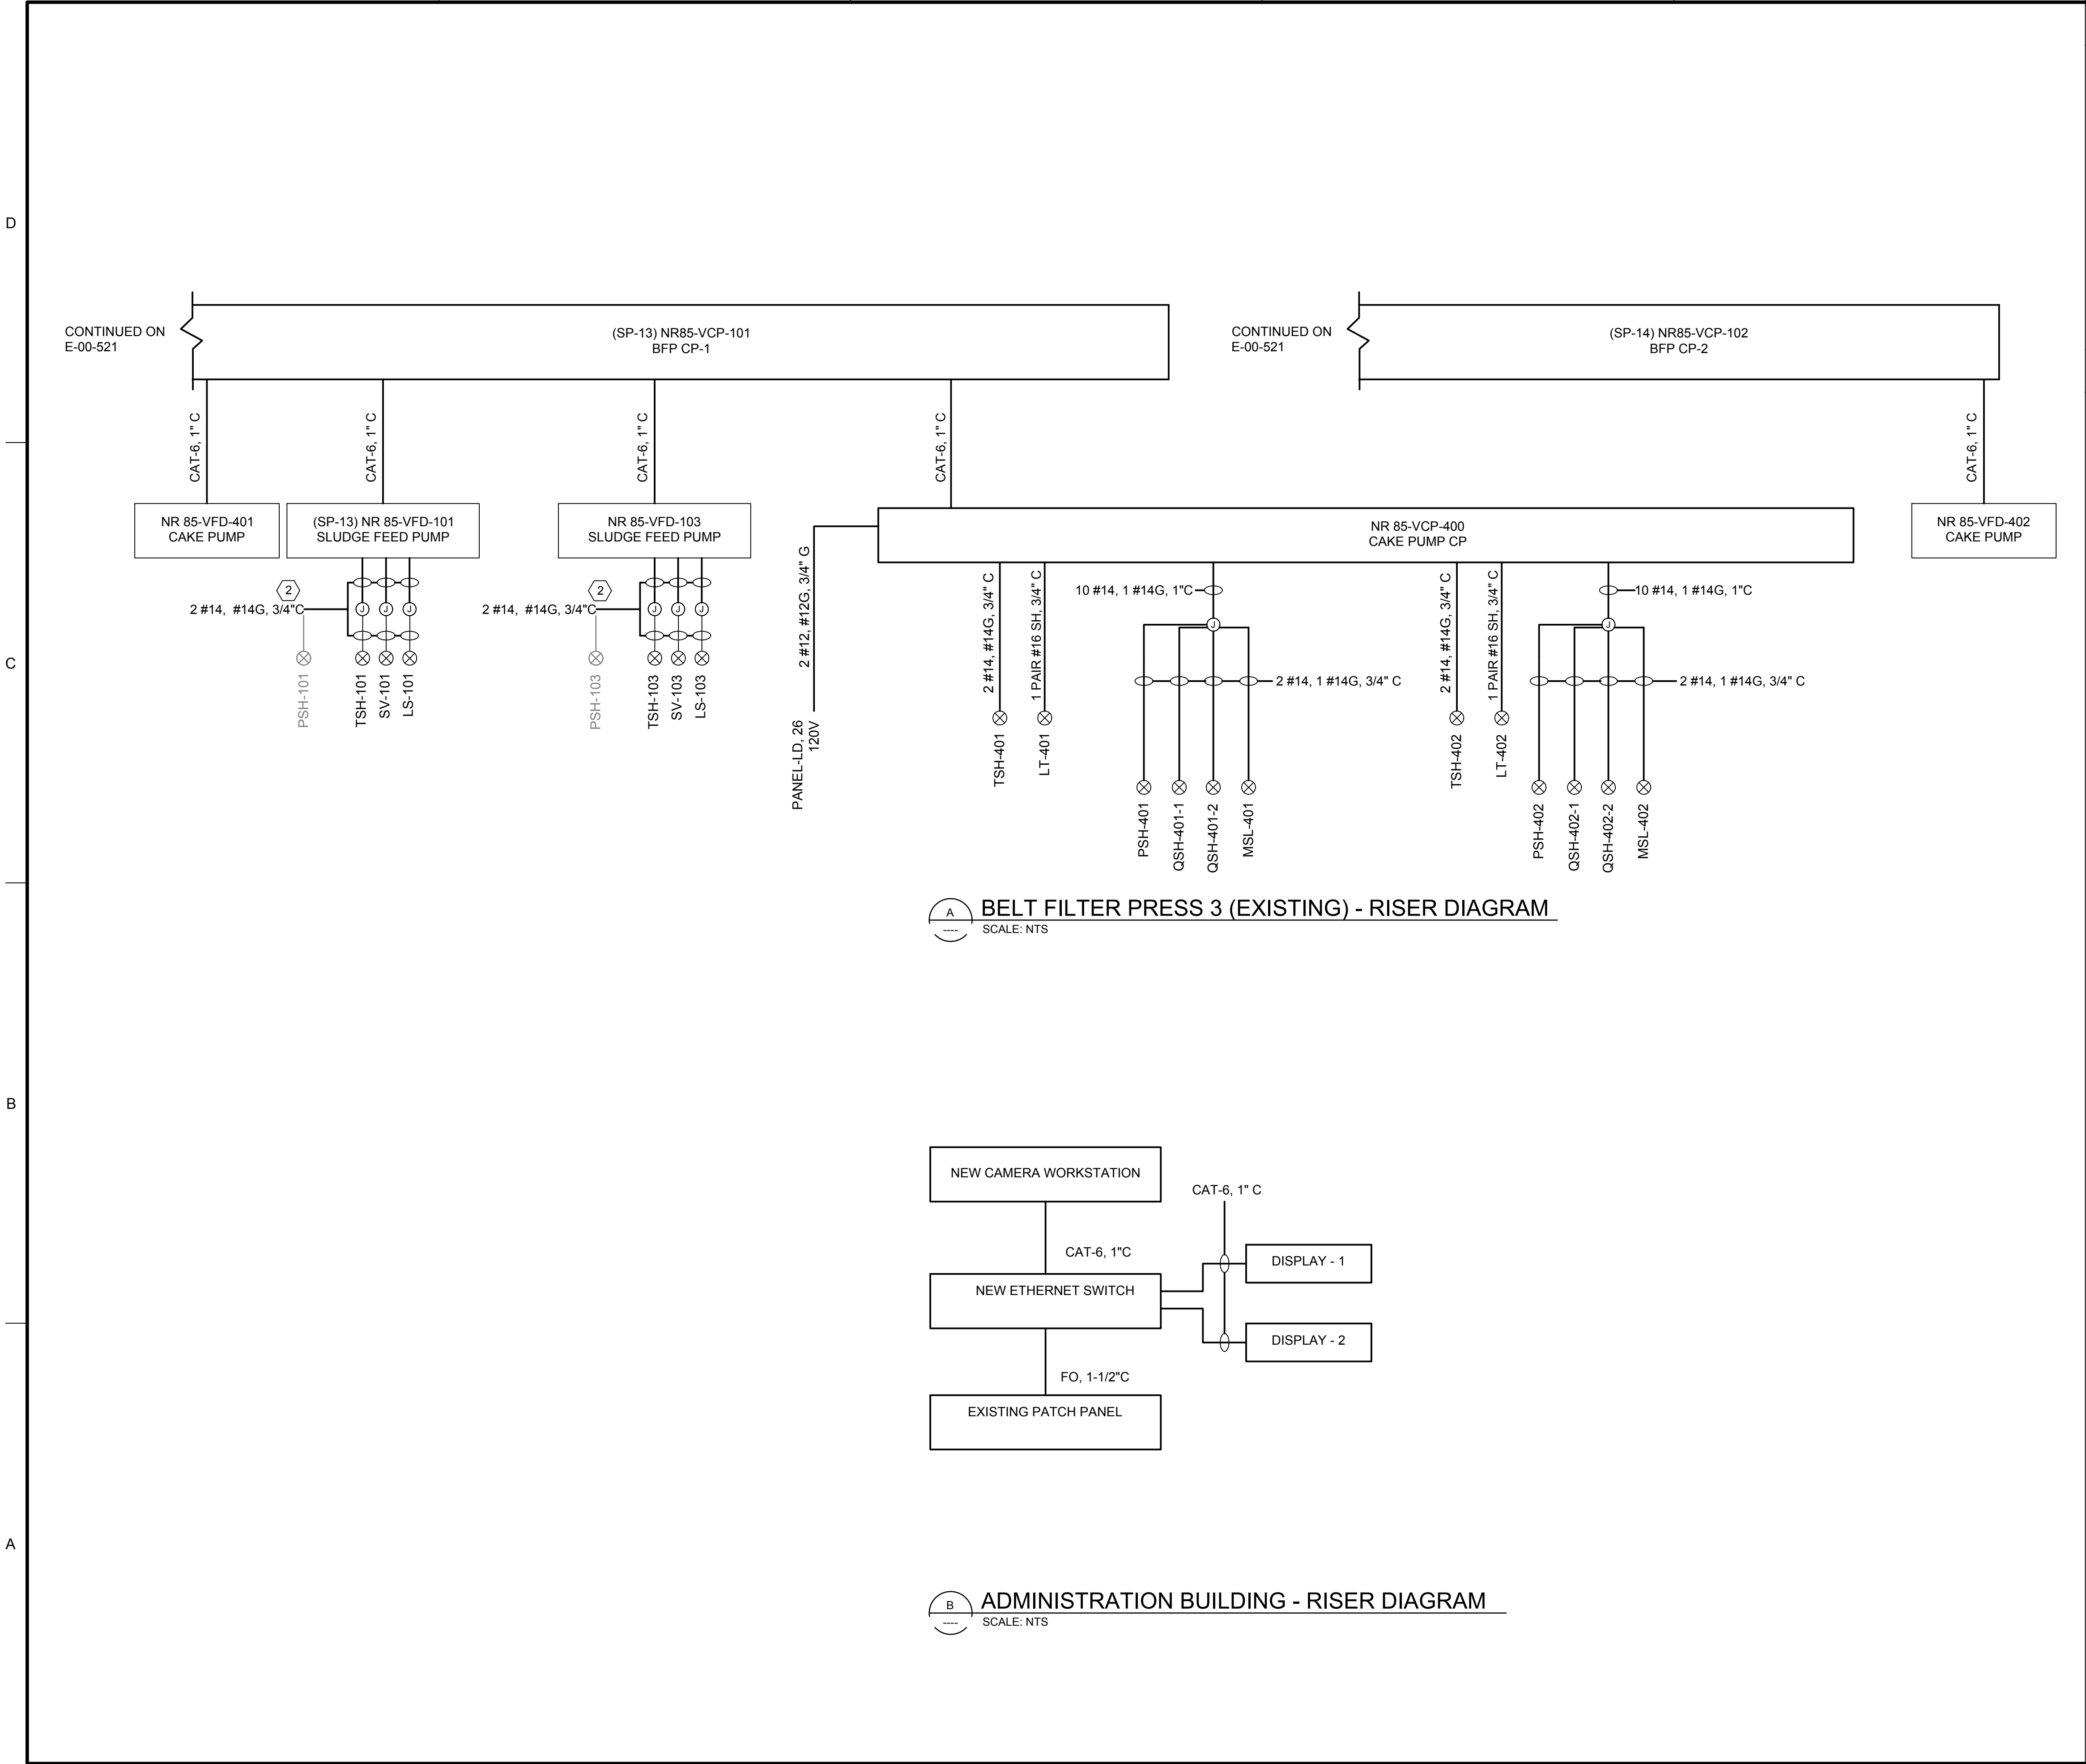 D
C
B
A
CONTINUED ON
E-00-521
(SP-13) NR85-VCP-101
BFP CP-1
CONTINUED ON
E-00-521
(SP-14) NR85-VCP-102
BFP CP-2
CAT-6, 1" C
CAT-6, 1" C
CAT-6, 1" C
CAT-6, 1" C
CAT-6, 1" C
NR 85-VFD-401
CAKE PUMP
(SP-13) NR 85-VFD-101
SLUDGE FEED PUMP
NR 85-VFD-103
SLUDGE FEED PUMP
NR 85-VCP-400
CAKE PUMP CP
NR 85-VFD-402
CAKE PUMP
2
2 #14,  #14G, 3/4"C
J
J
J
PSH-101
TSH-101
SV-101
LS-101
2
2 #14,  #14G, 3/4"C
J
J
J
PSH-103
TSH-103
SV-103
LS-103
2 #12, #12G, 3/4" G
PANEL-LD, 26
120V
2 #14, #14G, 3/4" C
TSH-401
1 PAIR #16 SH, 3/4" C
LT-401
10 #14, 1 #14G, 1"C
J
2 #14, 1 #14G, 3/4" C
PSH-401
QSH-401-1
QSH-401-2
MSL-401
2 #14, #14G, 3/4" C
TSH-402
1 PAIR #16 SH, 3/4" C
LT-402
10 #14, 1 #14G, 1"C
J
2 #14, 1 #14G, 3/4" C
PSH-402
QSH-402-1
QSH-402-2
MSL-402
A
----
BELT FILTER PRESS 3 (EXISTING) - RISER DIAGRAM
SCALE: NTS
NEW CAMERA WORKSTATION
CAT-6, 1" C
CAT-6, 1"C
DISPLAY - 1
NEW ETHERNET SWITCH
DISPLAY - 2
FO, 1-1/2"C
EXISTING PATCH PANEL
B
----
ADMINISTRATION BUILDING - RISER DIAGRAM
SCALE: NTS